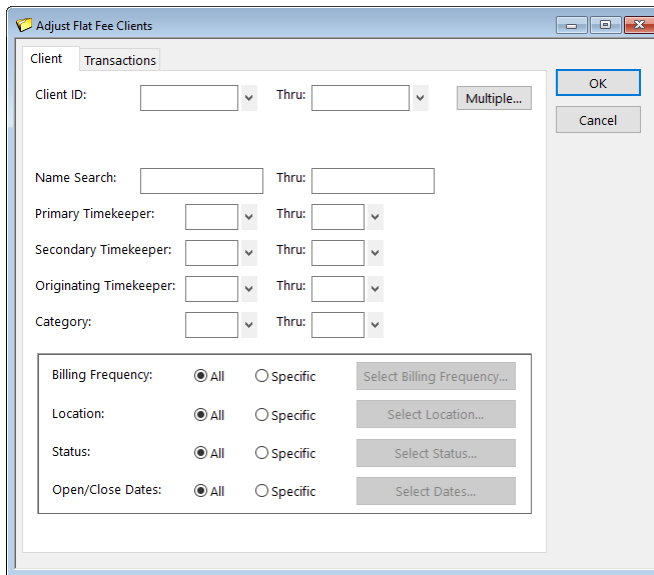 Adjust Flat Fee Clients
Client Transactions
Client ID: Thru: Multiple... OK
Cancel
Name Search: Thru:
Primary Timekeeper: Thru:
Secondary Timekeeper: Thru:
Originating Timekeeper: Thru:
Category: Thru:
Billing Frequency: All Specific Select Billing Frequency...
Location: All Specific Select Location...
Status: All Specific Select Status...
Open/Close Dates: All Specific Select Dates...